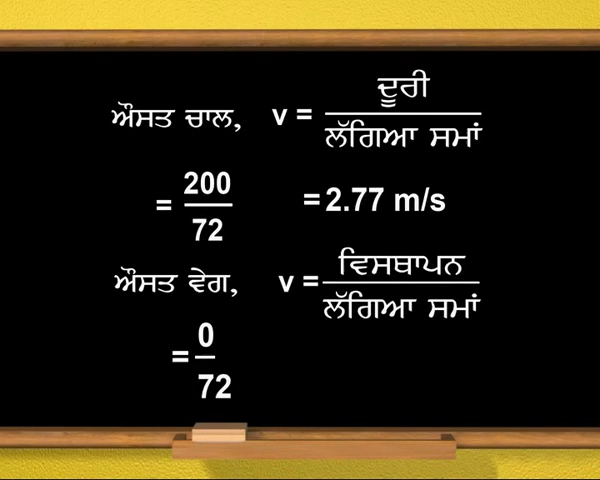 ਔਸਤ ਚਾਲ, v = ਦੂਰੀ / ਲੱਗਿਆ ਸਮਾਂ
= 200 / 72 = 2.77 m/s
ਔਸਤ ਵੇਗ, v = ਵਿਸਥਾਪਨ / ਲੱਗਿਆ ਸਮਾਂ
= 0 / 72